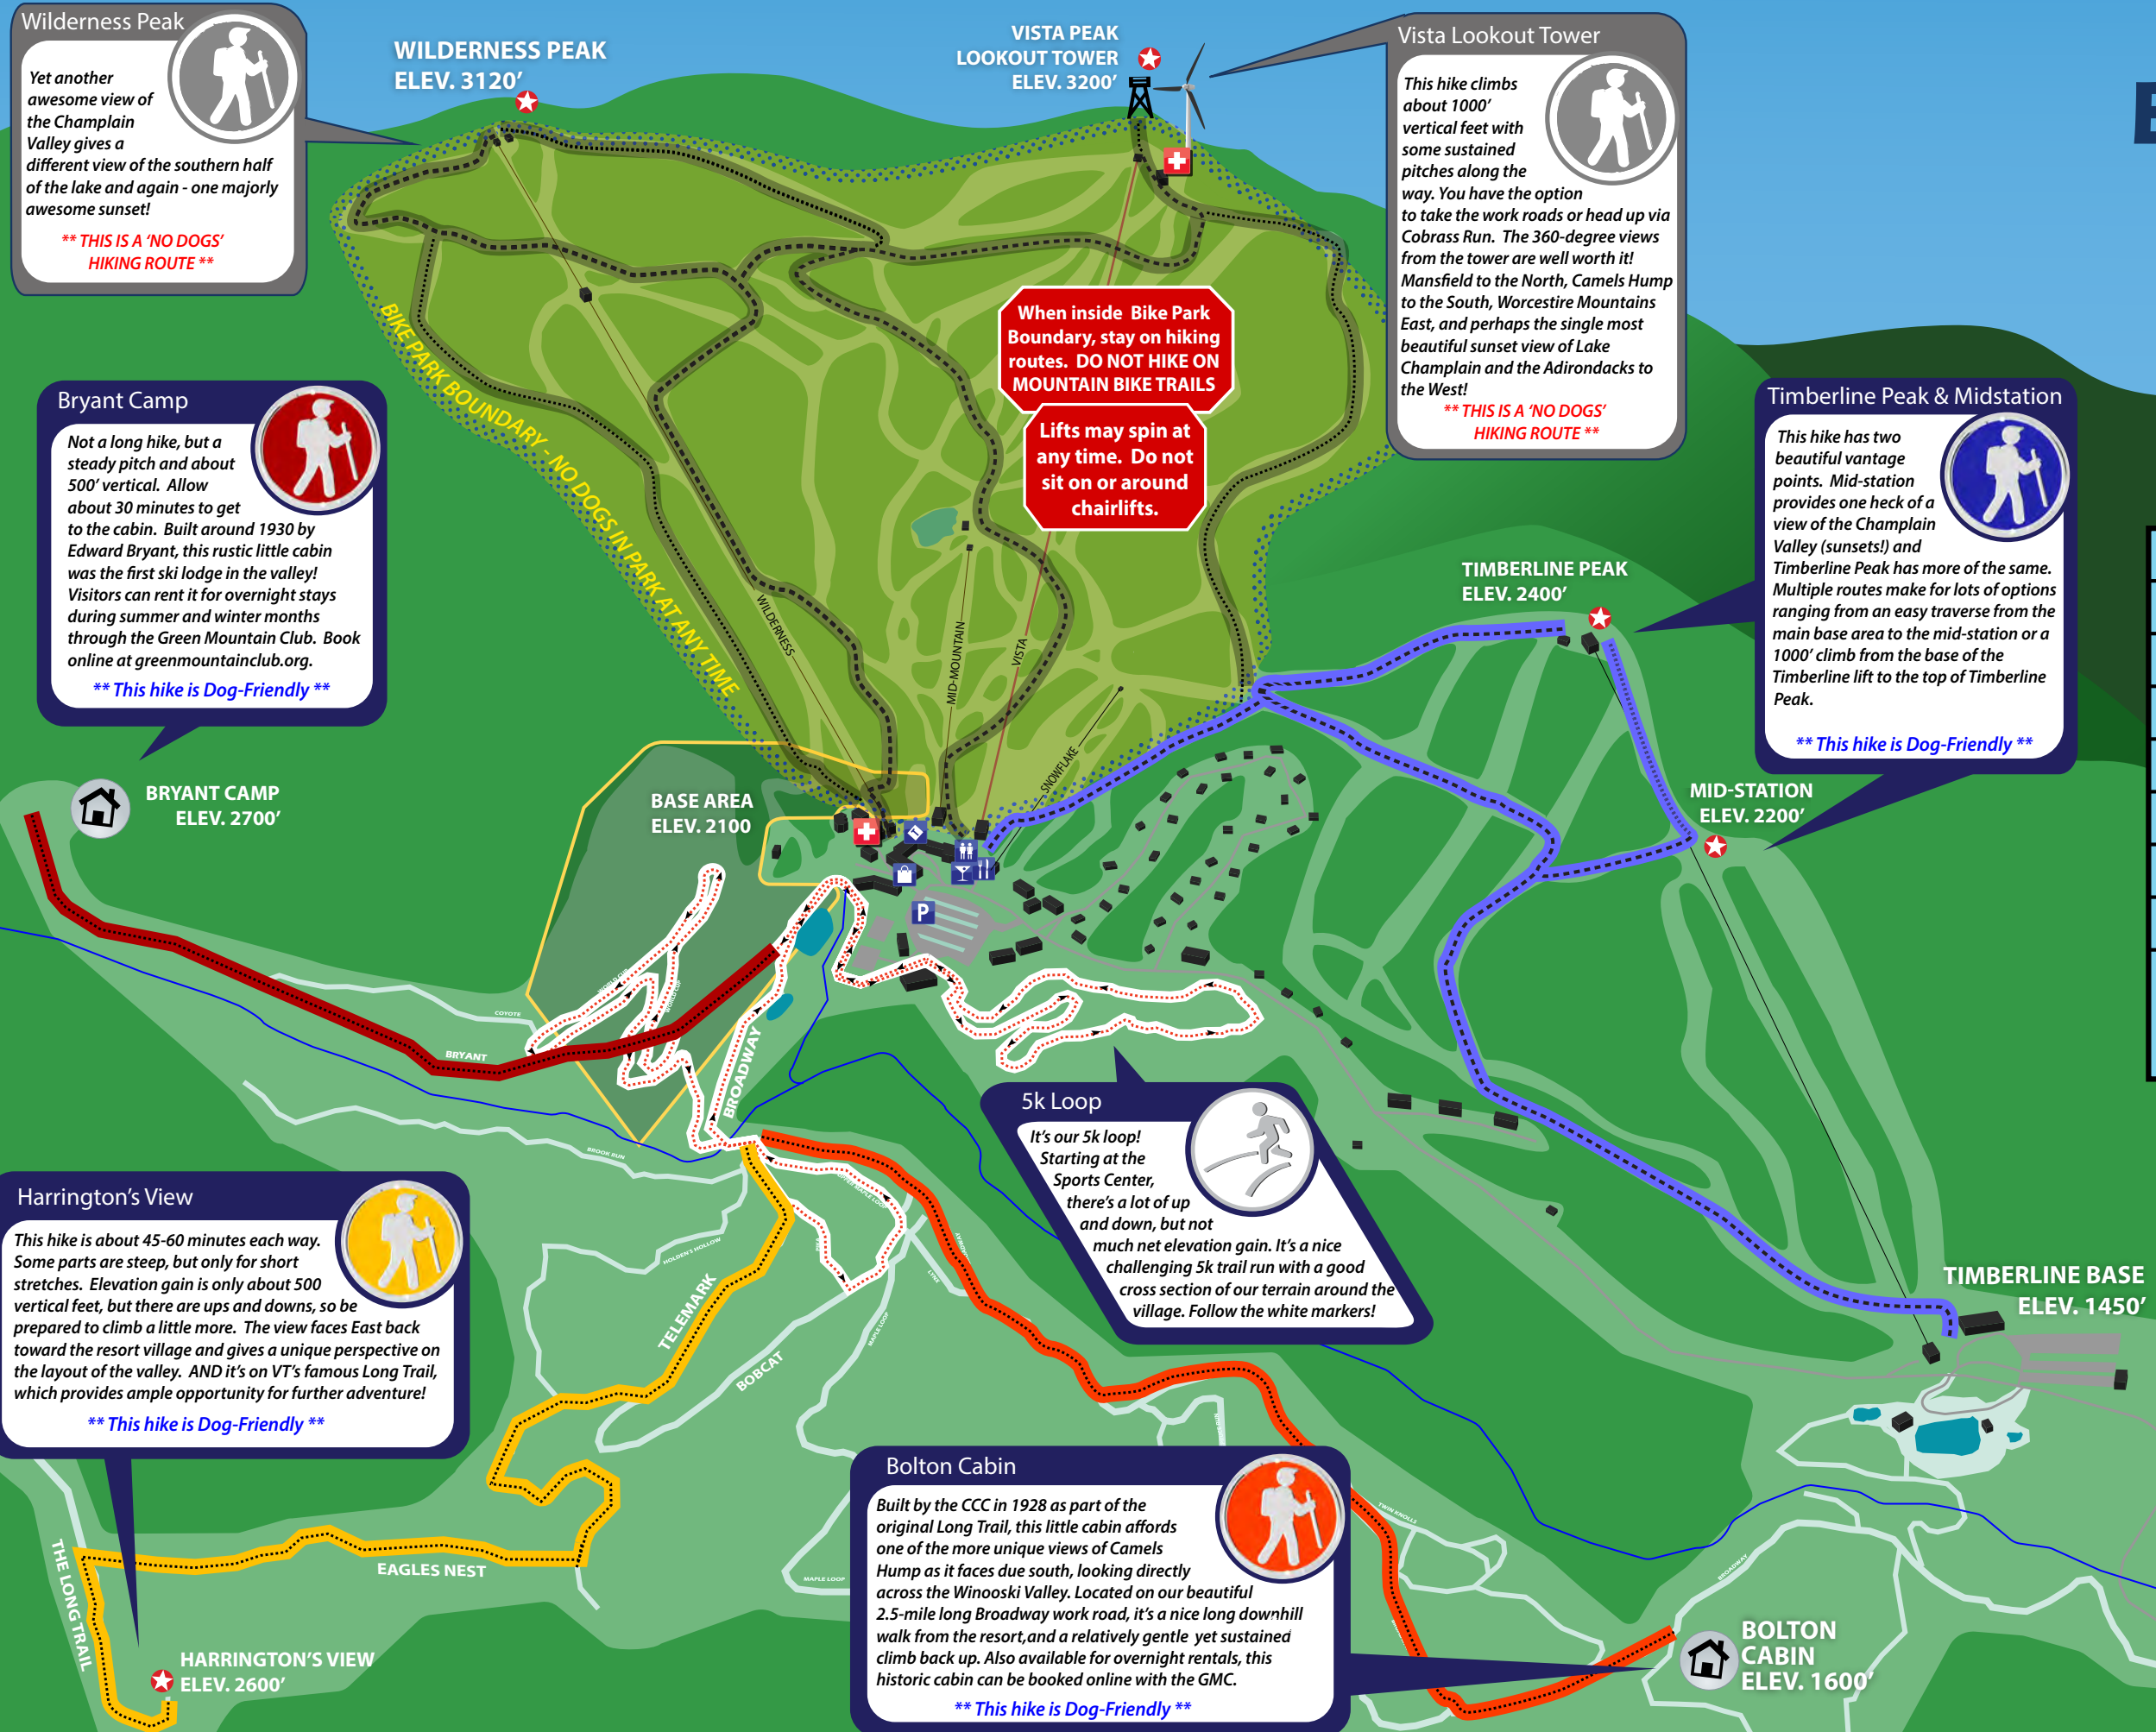 Wilderness Peak
Yet another
awesome view of
the Champlain
Valley gives a
different view of the southern half
of the lake and again - one majorly
awesome sunset!
** THIS IS A ‘NO DOGS’
HIKING ROUTE **
WILDERNESS PEAK
ELEV. 3120’
VISTA PEAK
LOOKOUT TOWER
ELEV. 3200’
Vista Lookout Tower
This hike climbs
about 1000’
vertical feet with
some sustained
pitches along the
way. You have the option
to take the work roads or head up via
Cobrass Run.  The 360-degree views
from the tower are well worth it!
Mansfield to the North, Camels Hump
to the South, Worcestire Mountains
East, and perhaps the single most
beautiful sunset view of Lake
Champlain and the Adirondacks to
the West!
** THIS IS A ‘NO DOGS’
HIKING ROUTE **
E
When inside  Bike Park
Boundary, stay on hiking
routes.  DO NOT HIKE ON
MOUNTAIN BIKE TRAILS
Lifts may spin at
any time.  Do not
sit on or around
chairlifts.
BIKE PARK BOUNDARY - NO DOGS IN PARK AT ANY TIME
Bryant Camp
Not a long hike, but a
steady pitch and about
500’ vertical.  Allow
about 30 minutes to get
to the cabin.  Built around 1930 by
Edward Bryant, this rustic little cabin
was the first ski lodge in the valley!
Visitors can rent it for overnight stays
during summer and winter months
through the Green Mountain Club.  Book
online at greenmountainclub.org.
** This hike is Dog-Friendly **
Timberline Peak & Midstation
This hike has two
beautiful vantage
points.  Mid-station
provides one heck of a
view of the Champlain
Valley (sunsets!) and
Timberline Peak has more of the same.
Multiple routes make for lots of options
ranging from an easy traverse from the
main base area to the mid-station or a
1000’ climb from the base of the
Timberline lift to the top of Timberline
Peak.
** This hike is Dog-Friendly **
TIMBERLINE PEAK
ELEV. 2400’
WILDERNESS
MID-MOUNTAIN
VISTA
SNOWFLAKE
MID-STATION
ELEV. 2200’
BRYANT CAMP
ELEV. 2700’
BASE AREA
ELEV. 2100
P
WORLD CUP
WORLD CUP
COYOTE
BRYANT
BROADWAY
BROOK RUN
5k Loop
It’s our 5k loop!
Starting at the
Sports Center,
there’s a lot of up
and down, but not
much net elevation gain. It’s a nice
challenging 5k trail run with a good
cross section of our terrain around the
village. Follow the white markers!
UPPER MAPLE LOOP
HOLDEN'S HOLLOW
LYNX
BROADWAY
MAPLE LOOP
TELEMARK
BOBCAT
Harrington’s View
This hike is about 45-60 minutes each way.
Some parts are steep, but only for short
stretches.  Elevation gain is only about 500
vertical feet, but there are ups and downs, so be
prepared to climb a little more.  The view faces East back
toward the resort village and gives a unique perspective on
the layout of the valley.  AND it’s on VT’s famous Long Trail,
which provides ample opportunity for further adventure!
** This hike is Dog-Friendly **
TIMBERLINE BASE
ELEV. 1450’
Bolton Cabin
Built by the CCC in 1928 as part of the
original Long Trail, this little cabin affords
one of the more unique views of Camels
Hump as it faces due south, looking directly
across the Winooski Valley. Located on our beautiful
2.5-mile long Broadway work road, it’s a nice long downhill
walk from the resort,and a relatively gentle  yet sustained
climb back up. Also available for overnight rentals, this
historic cabin can be booked online with the GMC.
** This hike is Dog-Friendly **
TWIN KNOLLS
BROADWAY
MAPLE LOOP
EAGLES NEST
THE LONG TRAIL
HARRINGTON’S VIEW
ELEV. 2600’
BOLTON
CABIN
ELEV. 1600’